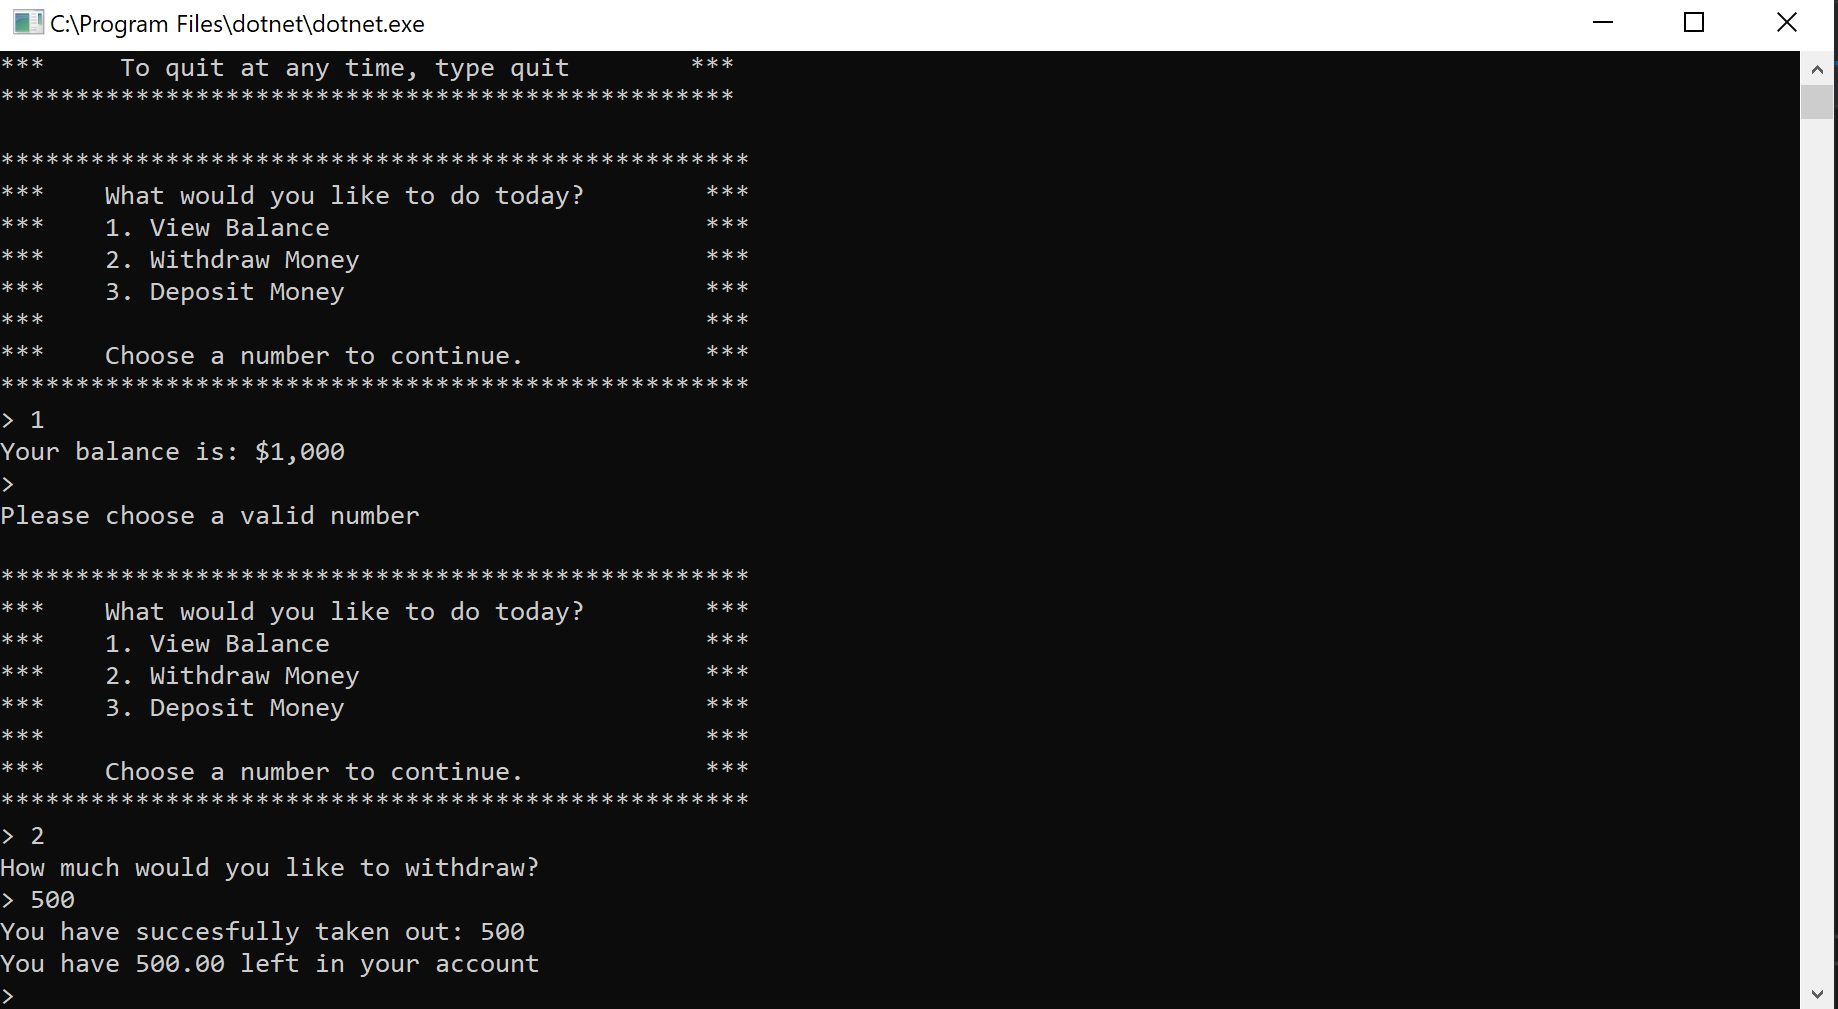 C:\Program Files\dotnet\dotnet.exe
***     To quit at any time, type quit        ***
*************************************************

**************************************************
***    What would you like to do today?        ***
***    1. View Balance                         ***
***    2. Withdraw Money                       ***
***    3. Deposit Money                        ***
***                                            ***
***    Choose a number to continue.            ***
**************************************************
> 1
Your balance is: $1,000
>
Please choose a valid number

**************************************************
***    What would you like to do today?        ***
***    1. View Balance                         ***
***    2. Withdraw Money                       ***
***    3. Deposit Money                        ***
***                                            ***
***    Choose a number to continue.            ***
**************************************************
> 2
How much would you like to withdraw?
> 500
You have succesfully taken out: 500
You have 500.00 left in your account
>